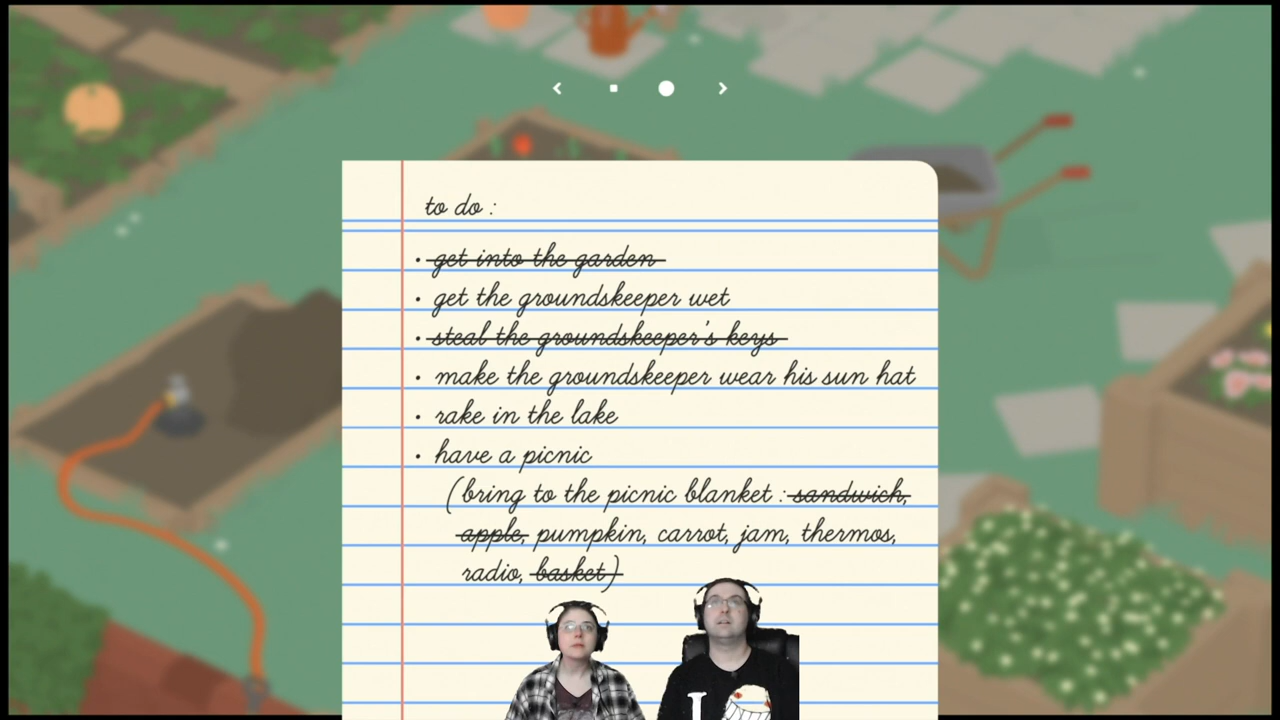 to do :
• get into the garden
• get the groundskeeper wet
• steal the groundskeeper's keys
• make the groundskeeper wear his sun hat
• rake in the lake
• have a picnic
(bring to the picnic blanket : sandwich,
apple, pumpkin, carrot, jam, thermos,
radio, basket)
I